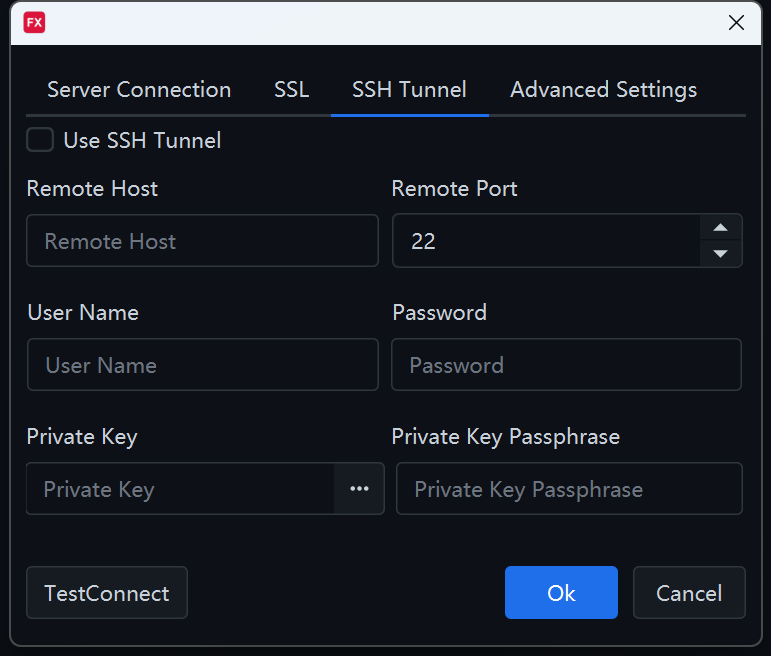 FX
Server Connection SSL SSH Tunnel Advanced Settings
Use SSH Tunnel
Remote Host Remote Port
Remote Host 22
User Name Password
User Name Password
Private Key Private Key Passphrase
Private Key ••• Private Key Passphrase
TestConnect Ok Cancel